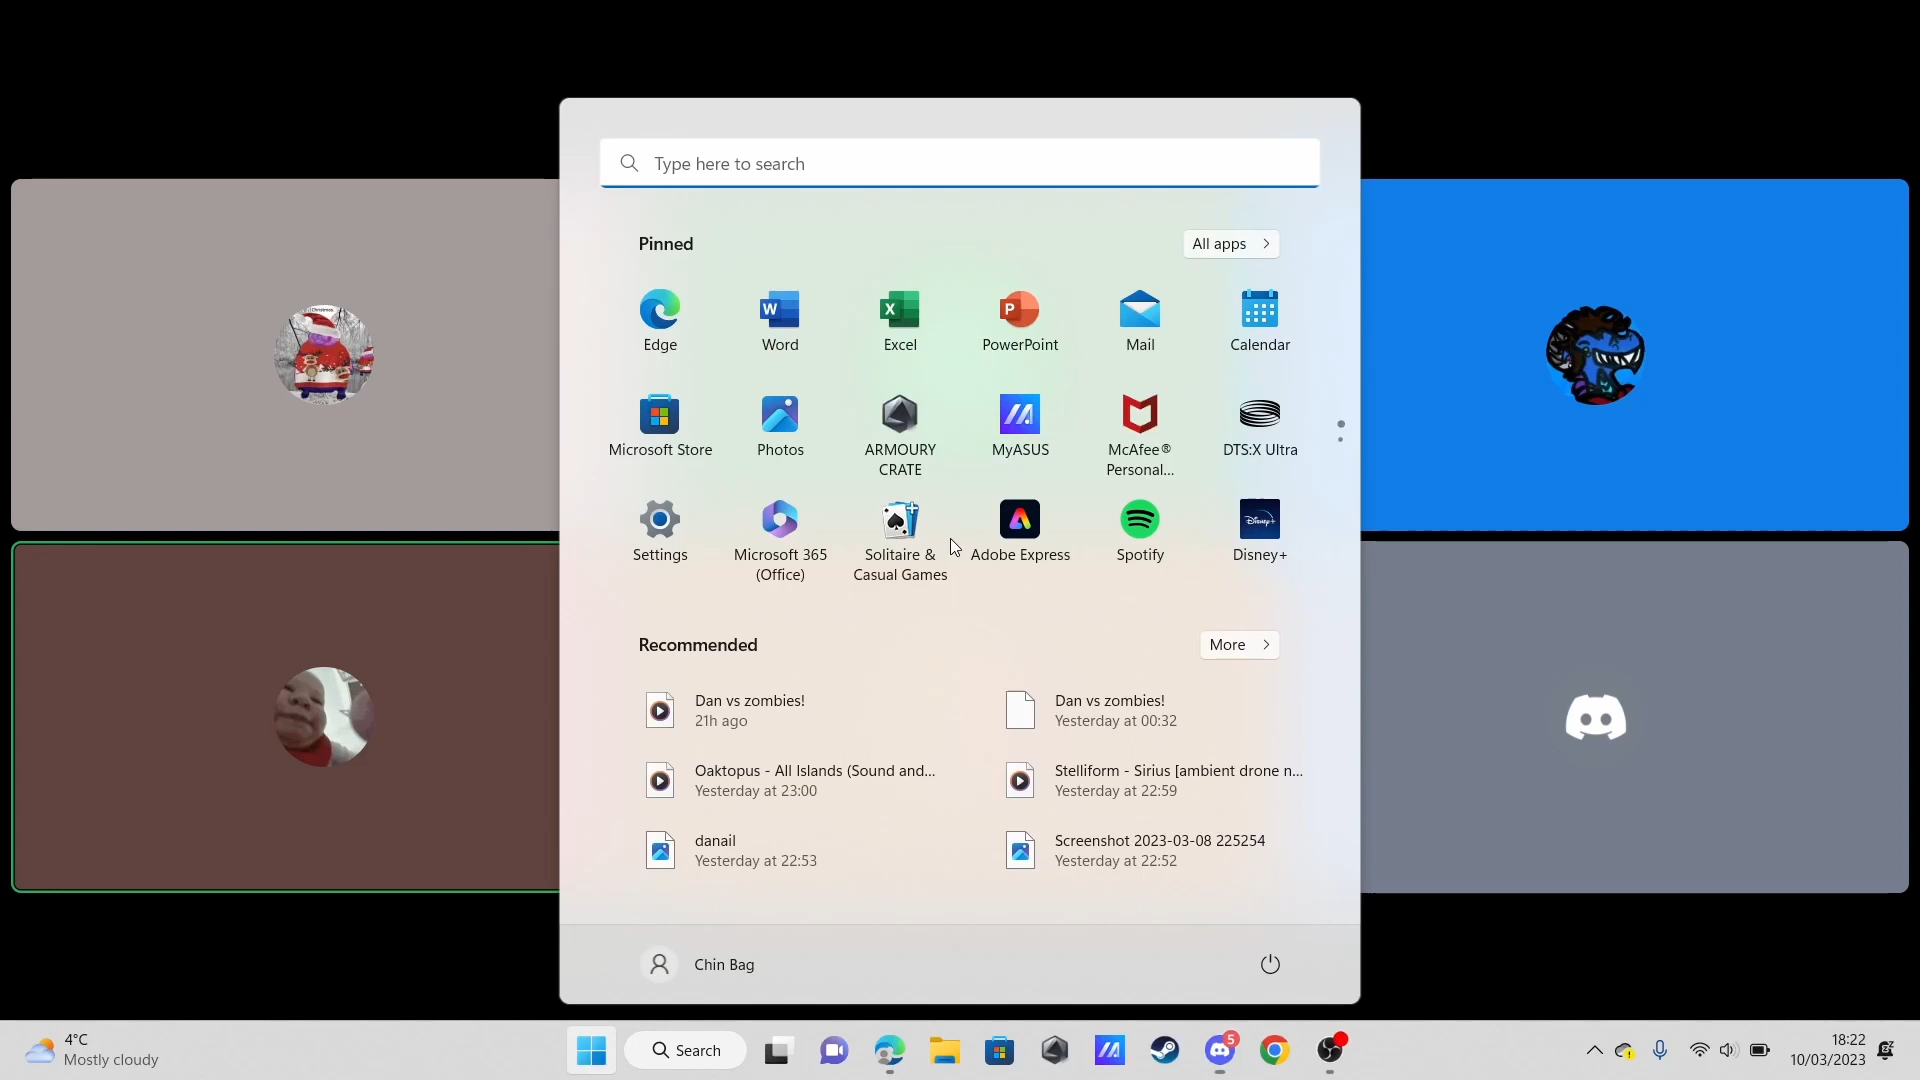 Type here to search
Pinned
All apps
Edge
Word
Excel
PowerPoint
Mail
Calendar
Microsoft Store
Photos
ARMOURY
CRATE
MyASUS
McAfee®
Personal...
DTS:X Ultra
Settings
Microsoft 365
(Office)
Solitaire &
Casual Games
Adobe Express
Spotify
Disney+
Recommended
More
Dan vs zombies!
21h ago
Dan vs zombies!
Yesterday at 00:32
Oaktopus - All Islands (Sound and...
Yesterday at 23:00
Stelliform - Sirius [ambient drone n...
Yesterday at 22:59
danail
Yesterday at 22:53
Screenshot 2023-03-08 225254
Yesterday at 22:52
Chin Bag
4°C
Mostly cloudy
Search
5
18:22
10/03/2023